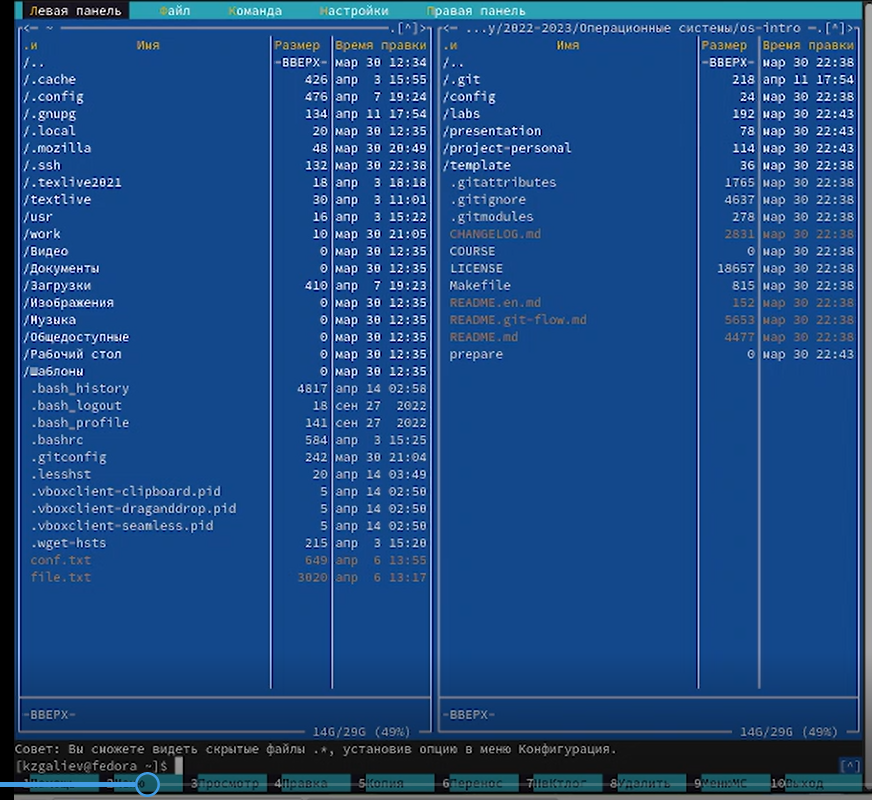 Левая панель Файл Команда Настройки Правая панель
<─ ~ .[^]> <─ ...y/2022-2023/Операционные системы/os-intro ─.[^]>
.и Имя Размер Время правки .и Имя Размер Время правки
/.. -ВВЕРХ- мар 30 12:34 /.. -ВВЕРХ- мар 30 22:38
/.cache 426 апр 3 15:55 /.git 218 апр 11 17:54
/.config 476 апр 7 19:24 /config 24 мар 30 22:38
/.gnupg 134 апр 11 17:54 /labs 192 мар 30 22:43
/.local 20 мар 30 12:35 /presentation 78 мар 30 22:43
/.mozilla 48 мар 30 20:49 /project-personal 114 мар 30 22:43
/.ssh 132 мар 30 22:38 /template 36 мар 30 22:38
/.texlive2021 18 апр 3 18:18 .gitattributes 1765 мар 30 22:38
/textlive 30 апр 3 11:01 .gitignore 4637 мар 30 22:38
/usr 16 апр 3 15:22 .gitmodules 278 мар 30 22:38
/work 10 мар 30 21:05 CHANGELOG.md 2831 мар 30 22:38
/Видео 0 мар 30 12:35 COURSE 0 мар 30 22:38
/Документы 0 мар 30 12:35 LICENSE 18657 мар 30 22:38
/Загрузки 410 апр 7 19:23 Makefile 815 мар 30 22:38
/Изображения 0 мар 30 12:35 README.en.md 152 мар 30 22:38
/Музыка 0 мар 30 12:35 README.git-flow.md 5653 мар 30 22:38
/Общедоступные 0 мар 30 12:35 README.md 4477 мар 30 22:38
/Рабочий стол 0 мар 30 12:35 prepare 0 мар 30 22:43
/Шаблоны 0 мар 30 12:35
.bash_history 4817 апр 14 02:58
.bash_logout 18 сен 27 2022
.bash_profile 141 сен 27 2022
.bashrc 584 апр 3 15:25
.gitconfig 242 мар 30 21:04
.lesshst 20 апр 14 03:49
.vboxclient-clipboard.pid 5 апр 14 02:50
.vboxclient-draganddrop.pid 5 апр 14 02:50
.vboxclient-seamless.pid 5 апр 14 02:50
.wget-hsts 215 апр 3 15:20
conf.txt 649 апр 6 13:55
file.txt 3020 апр 6 13:17
-ВВЕРХ- -ВВЕРХ-
14G/29G (49%) 14G/29G (49%)
Совет: Вы сможете видеть скрытые файлы .*, установив опцию в меню Конфигурация.
[kzgaliev@fedora ~]$ [^]
3Просмотр 4Правка 5Копия 6Перенос 7НвКтлог 8Удалить 9МенюMC 10Выход